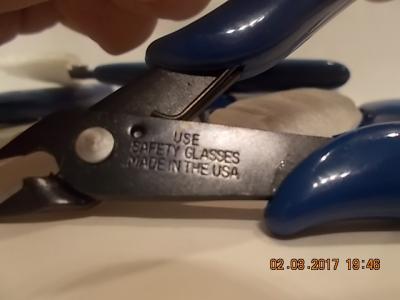 USE
SAFETY GLASSES
MADE IN THE USA
02.03.2017 19:46